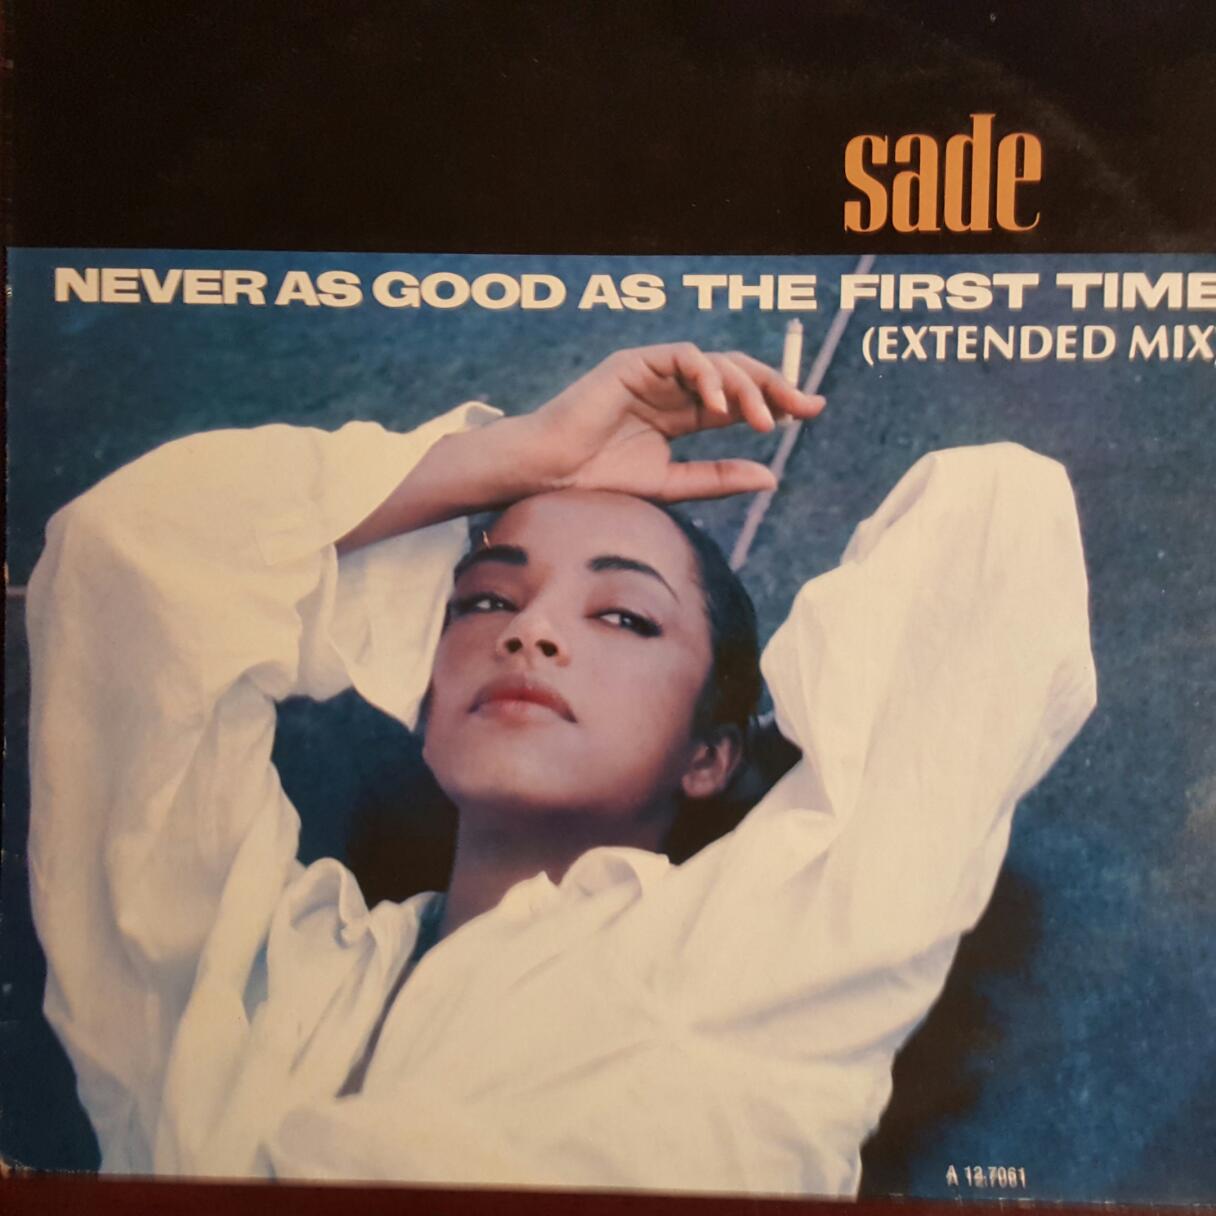 sade
NEVER AS GOOD AS THE FIRST TIME
(EXTENDED MIX)
A 12.7061